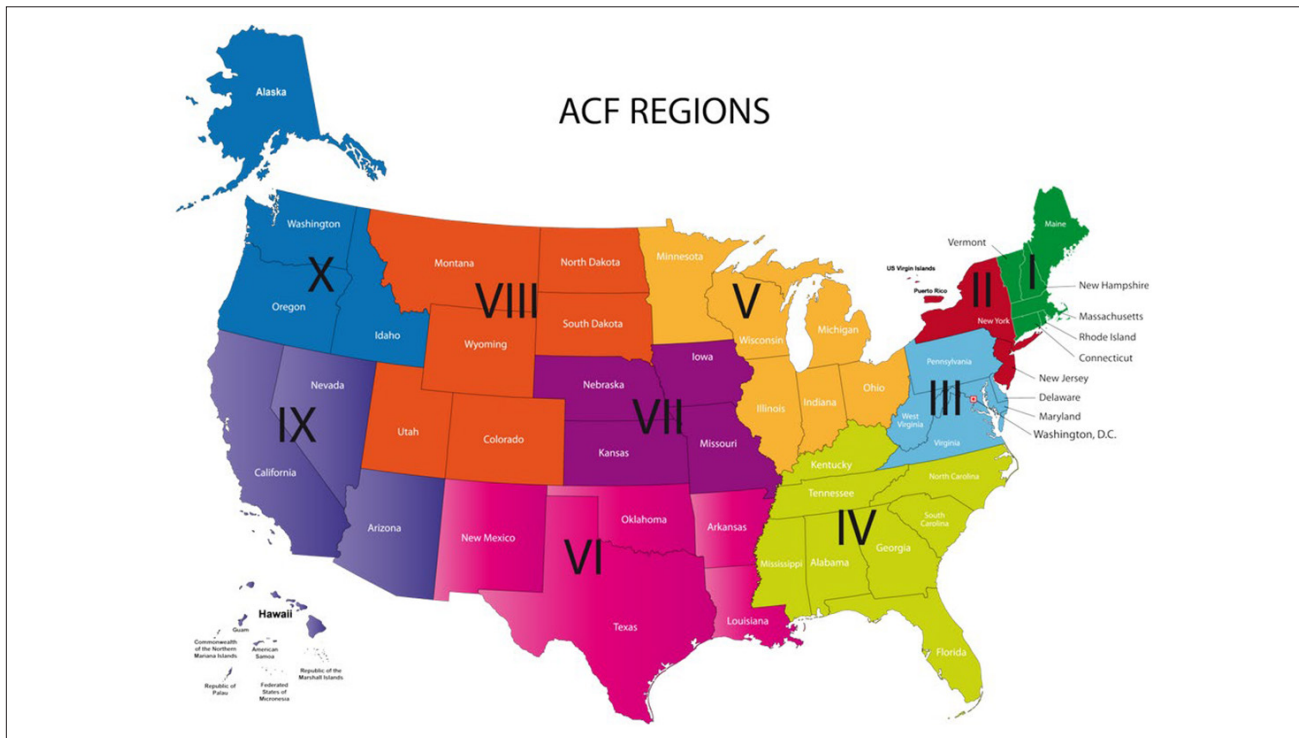 Alaska
ACF REGIONS
Washington
Oregon
Idaho
X
Montana
North Dakota
South Dakota
Wyoming
Utah
Colorado
VIII
Minnesota
Wisconsin
Michigan
Illinois
Indiana
Ohio
V
Maine
Vermont
I
New Hampshire
Massachusetts
Rhode Island
Connecticut
US Virgin Islands
Puerto Rico
II
New York
New Jersey
Pennsylvania
III
West
Virginia
Virginia
Delaware
Maryland
Washington, D.C.
Nevada
IX
California
Arizona
Nebraska
Iowa
VII
Kansas
Missouri
New Mexico
Oklahoma
Arkansas
VI
Texas
Louisiana
Kentucky
Tennessee
North Carolina
South
Carolina
IV
Mississippi
Alabama
Georgia
Florida
Hawaii
Guam
Commonwealth
of the Northern
Mariana Islands
American
Samoa
Republic of the
Marshall Islands
Republic of
Palau
Federated
States of
Micronesia